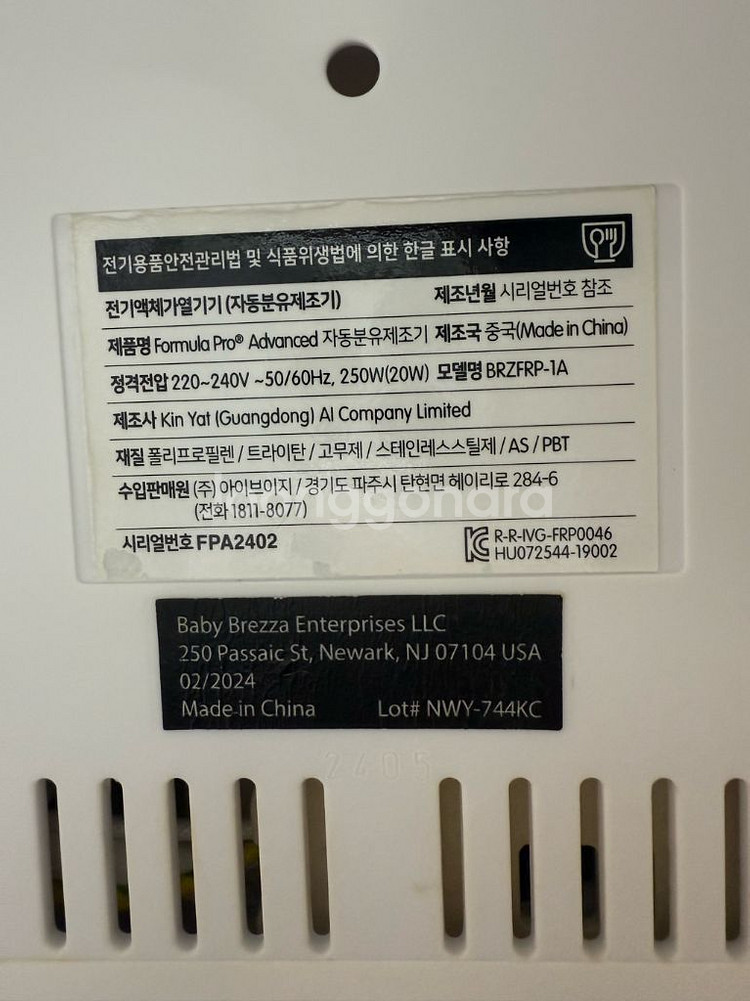 전기용품안전관리법 및 식품위생법에 의한 한글 표시 사항
전기액체가열기기 (자동분유제조기) 제조년월 시리얼번호 참조
제품명 Formula Pro® Advanced 자동분유제조기 제조국 중국(Made in China)
정격전압 220~240V ~50/60Hz, 250W(20W) 모델명 BRZFRP-1A
제조사 Kin Yat (Guangdong) AI Company Limited
재질 폴리프로필렌 / 트라이탄 / 고무제 / 스테인레스스틸제 / AS / PBT
수입판매원 (주) 아이브이지 / 경기도 파주시 탄현면 헤이리로 284-6
(전화 1811-8077)
시리얼번호 FPA2402
R-R-IVG-FRP0046
HU072544-19002
Baby Brezza Enterprises LLC
250 Passaic St, Newark, NJ 07104 USA
02/2024
Made in China Lot# NWY-744KC
2405